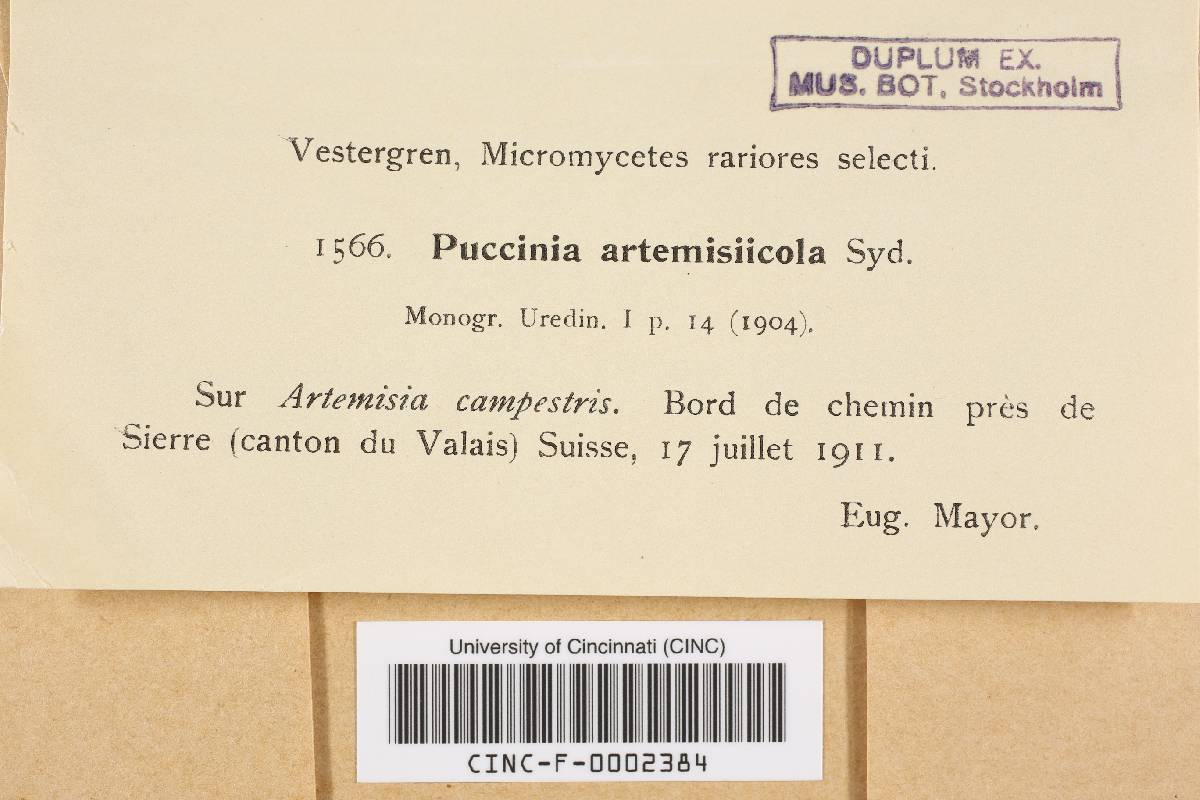 DUPLUM EX.
MUS. BOT, Stockholm
Vestergren, Micromycetes rariores selecti.
1566. Puccinia artemisiicola Syd.
Monogr. Uredin. I p. 14 (1904).
Sur Artemisia campestris. Bord de chemin près de
Sierre (canton du Valais) Suisse, 17 juillet 1911.
Eug. Mayor.
University of Cincinnati (CINC)
CINC-F-0002384